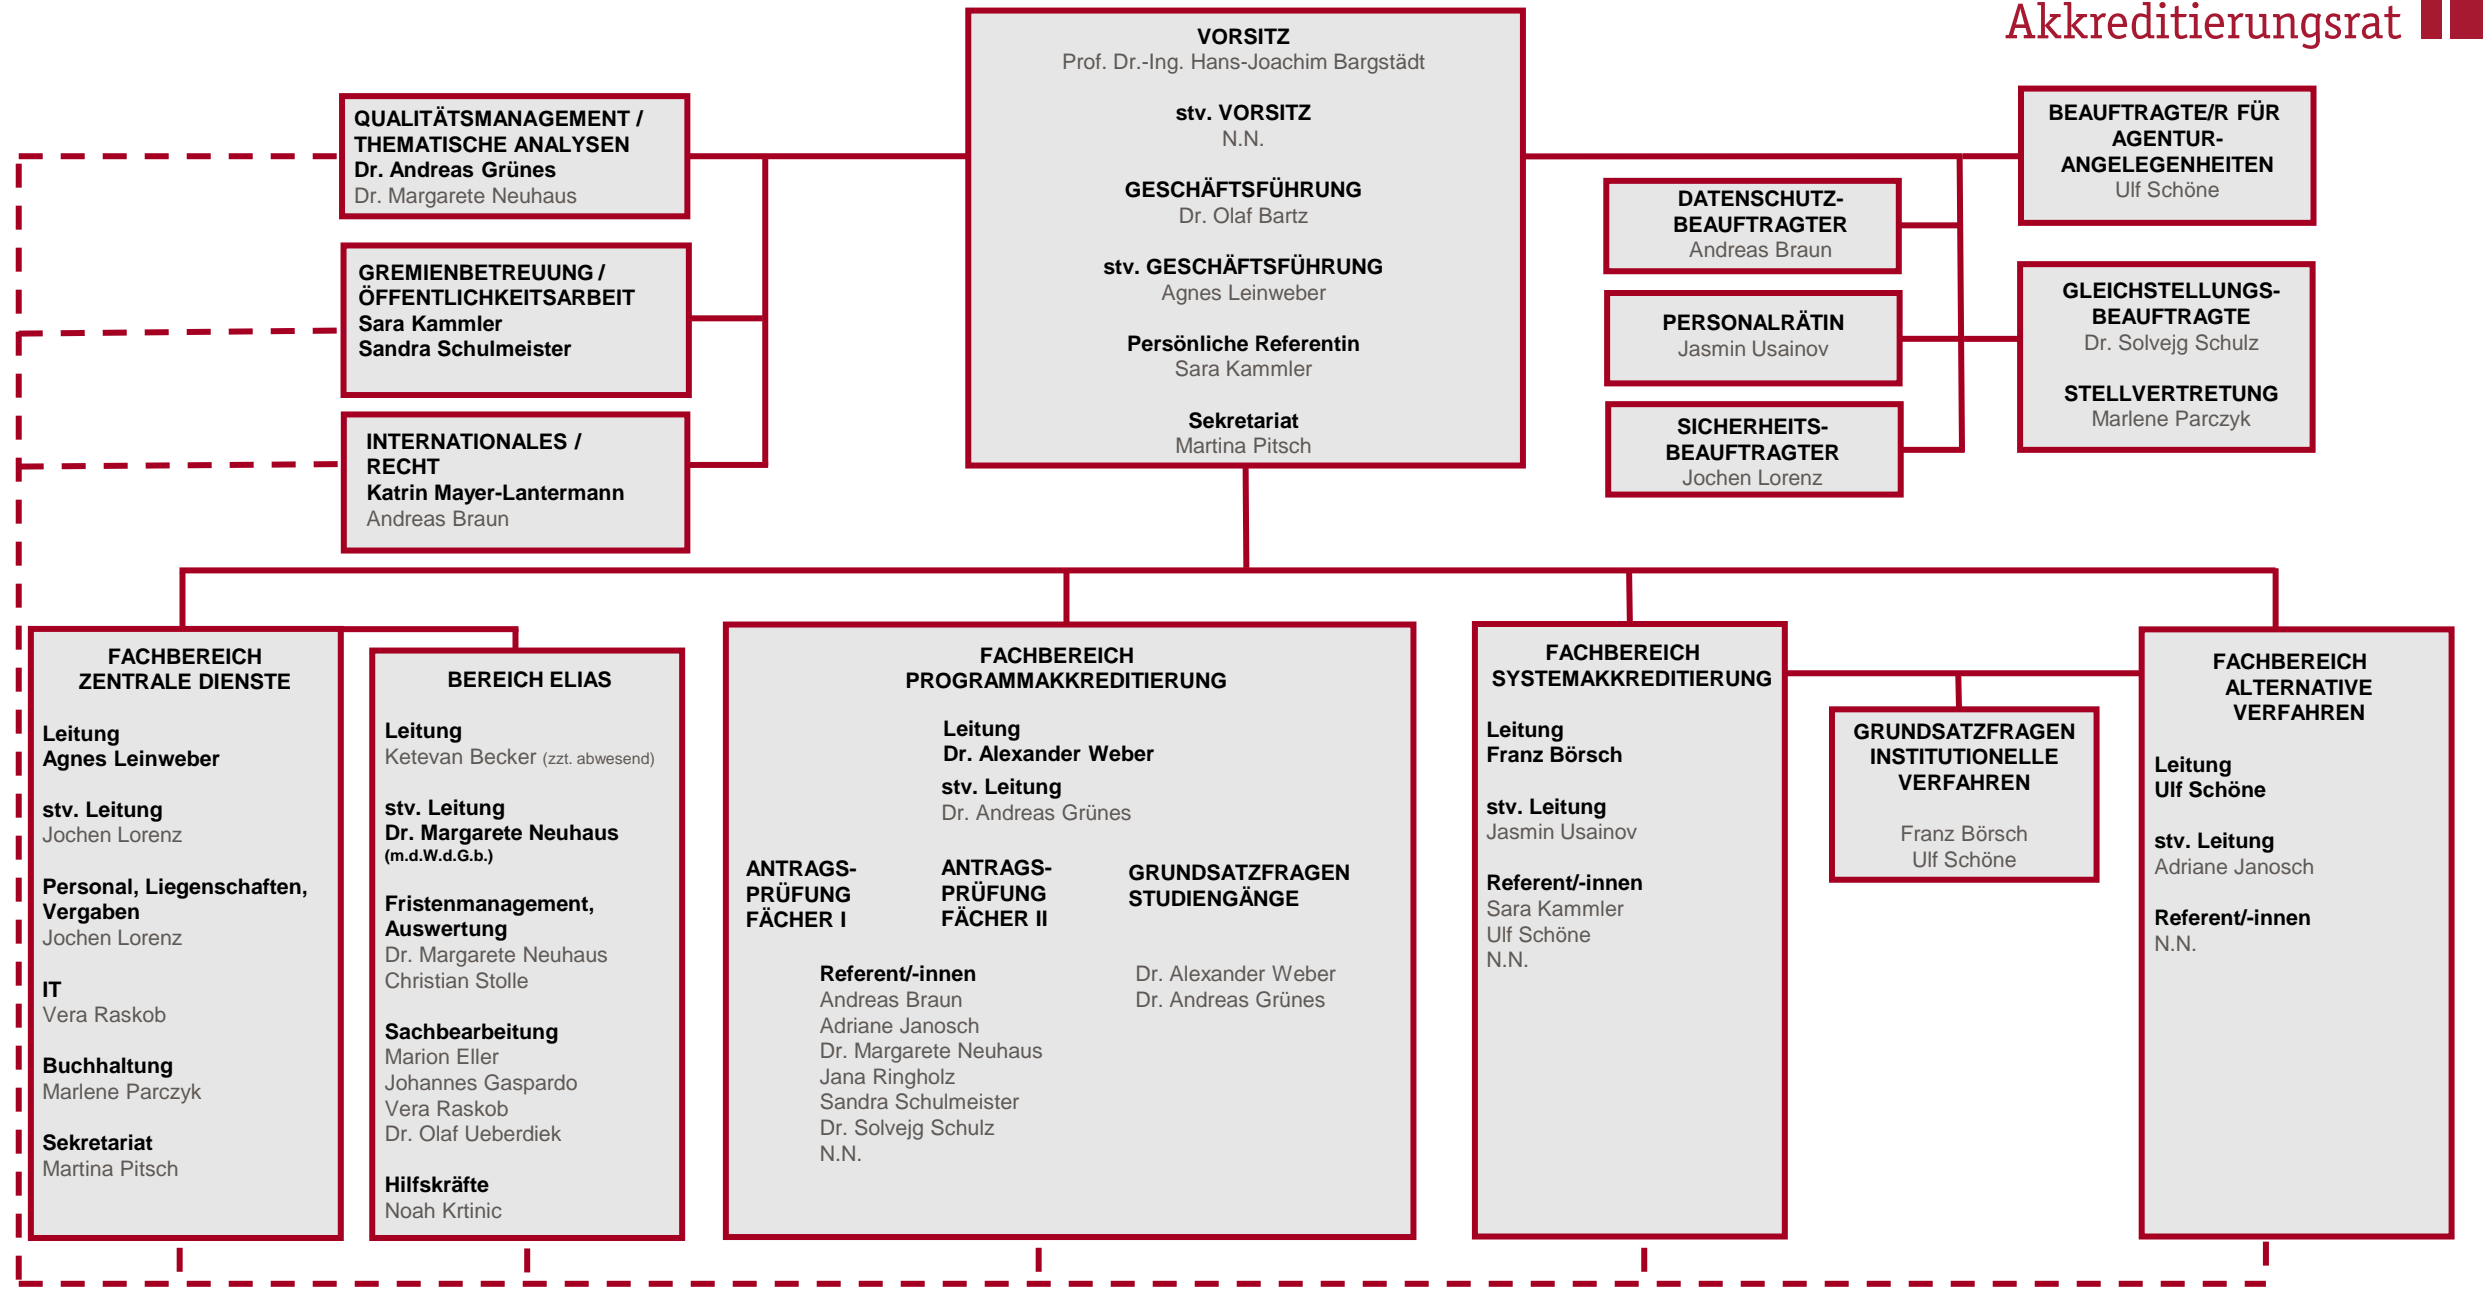 Akkreditierungsrat
VORSITZ
Prof. Dr.-Ing. Hans-Joachim Bargstädt
stv. VORSITZ
N.N.
GESCHÄFTSFÜHRUNG
Dr. Olaf Bartz
stv. GESCHÄFTSFÜHRUNG
Agnes Leinweber
Persönliche Referentin
Sara Kammler
Sekretariat
Martina Pitsch
QUALITÄTSMANAGEMENT /
THEMATISCHE ANALYSEN
Dr. Andreas Grünes
Dr. Margarete Neuhaus
GREMIENBETREUUNG /
ÖFFENTLICHKEITSARBEIT
Sara Kammler
Sandra Schulmeister
INTERNATIONALES /
RECHT
Katrin Mayer-Lantermann
Andreas Braun
DATENSCHUTZ-
BEAUFTRAGTER
Andreas Braun
PERSONALRÄTIN
Jasmin Usainov
SICHERHEITS-
BEAUFTRAGTER
Jochen Lorenz
BEAUFTRAGTE/R FÜR
AGENTUR-
ANGELEGENHEITEN
Ulf Schöne
GLEICHSTELLUNGS-
BEAUFTRAGTE
Dr. Solvejg Schulz
STELLVERTRETUNG
Marlene Parczyk
FACHBEREICH
ZENTRALE DIENSTE
Leitung
Agnes Leinweber
stv. Leitung
Jochen Lorenz
Personal, Liegenschaften,
Vergaben
Jochen Lorenz
IT
Vera Raskob
Buchhaltung
Marlene Parczyk
Sekretariat
Martina Pitsch
BEREICH ELIAS
Leitung
Ketevan Becker (zzt. abwesend)
stv. Leitung
Dr. Margarete Neuhaus
(m.d.W.d.G.b.)
Fristenmanagement,
Auswertung
Dr. Margarete Neuhaus
Christian Stolle
Sachbearbeitung
Marion Eller
Johannes Gaspardo
Vera Raskob
Dr. Olaf Ueberdiek
Hilfskräfte
Noah Krtinic
FACHBEREICH
PROGRAMMAKKREDITIERUNG
Leitung
Dr. Alexander Weber
stv. Leitung
Dr. Andreas Grünes
ANTRAGS-
PRÜFUNG
FÄCHER I
ANTRAGS-
PRÜFUNG
FÄCHER II
GRUNDSATZFRAGEN
STUDIENGÄNGE
Referent/-innen
Andreas Braun
Adriane Janosch
Dr. Margarete Neuhaus
Jana Ringholz
Sandra Schulmeister
Dr. Solvejg Schulz
N.N.
Dr. Alexander Weber
Dr. Andreas Grünes
FACHBEREICH
SYSTEMAKKREDITIERUNG
Leitung
Franz Börsch
stv. Leitung
Jasmin Usainov
Referent/-innen
Sara Kammler
Ulf Schöne
N.N.
GRUNDSATZFRAGEN
INSTITUTIONELLE
VERFAHREN
Franz Börsch
Ulf Schöne
FACHBEREICH
ALTERNATIVE
VERFAHREN
Leitung
Ulf Schöne
stv. Leitung
Adriane Janosch
Referent/-innen
N.N.